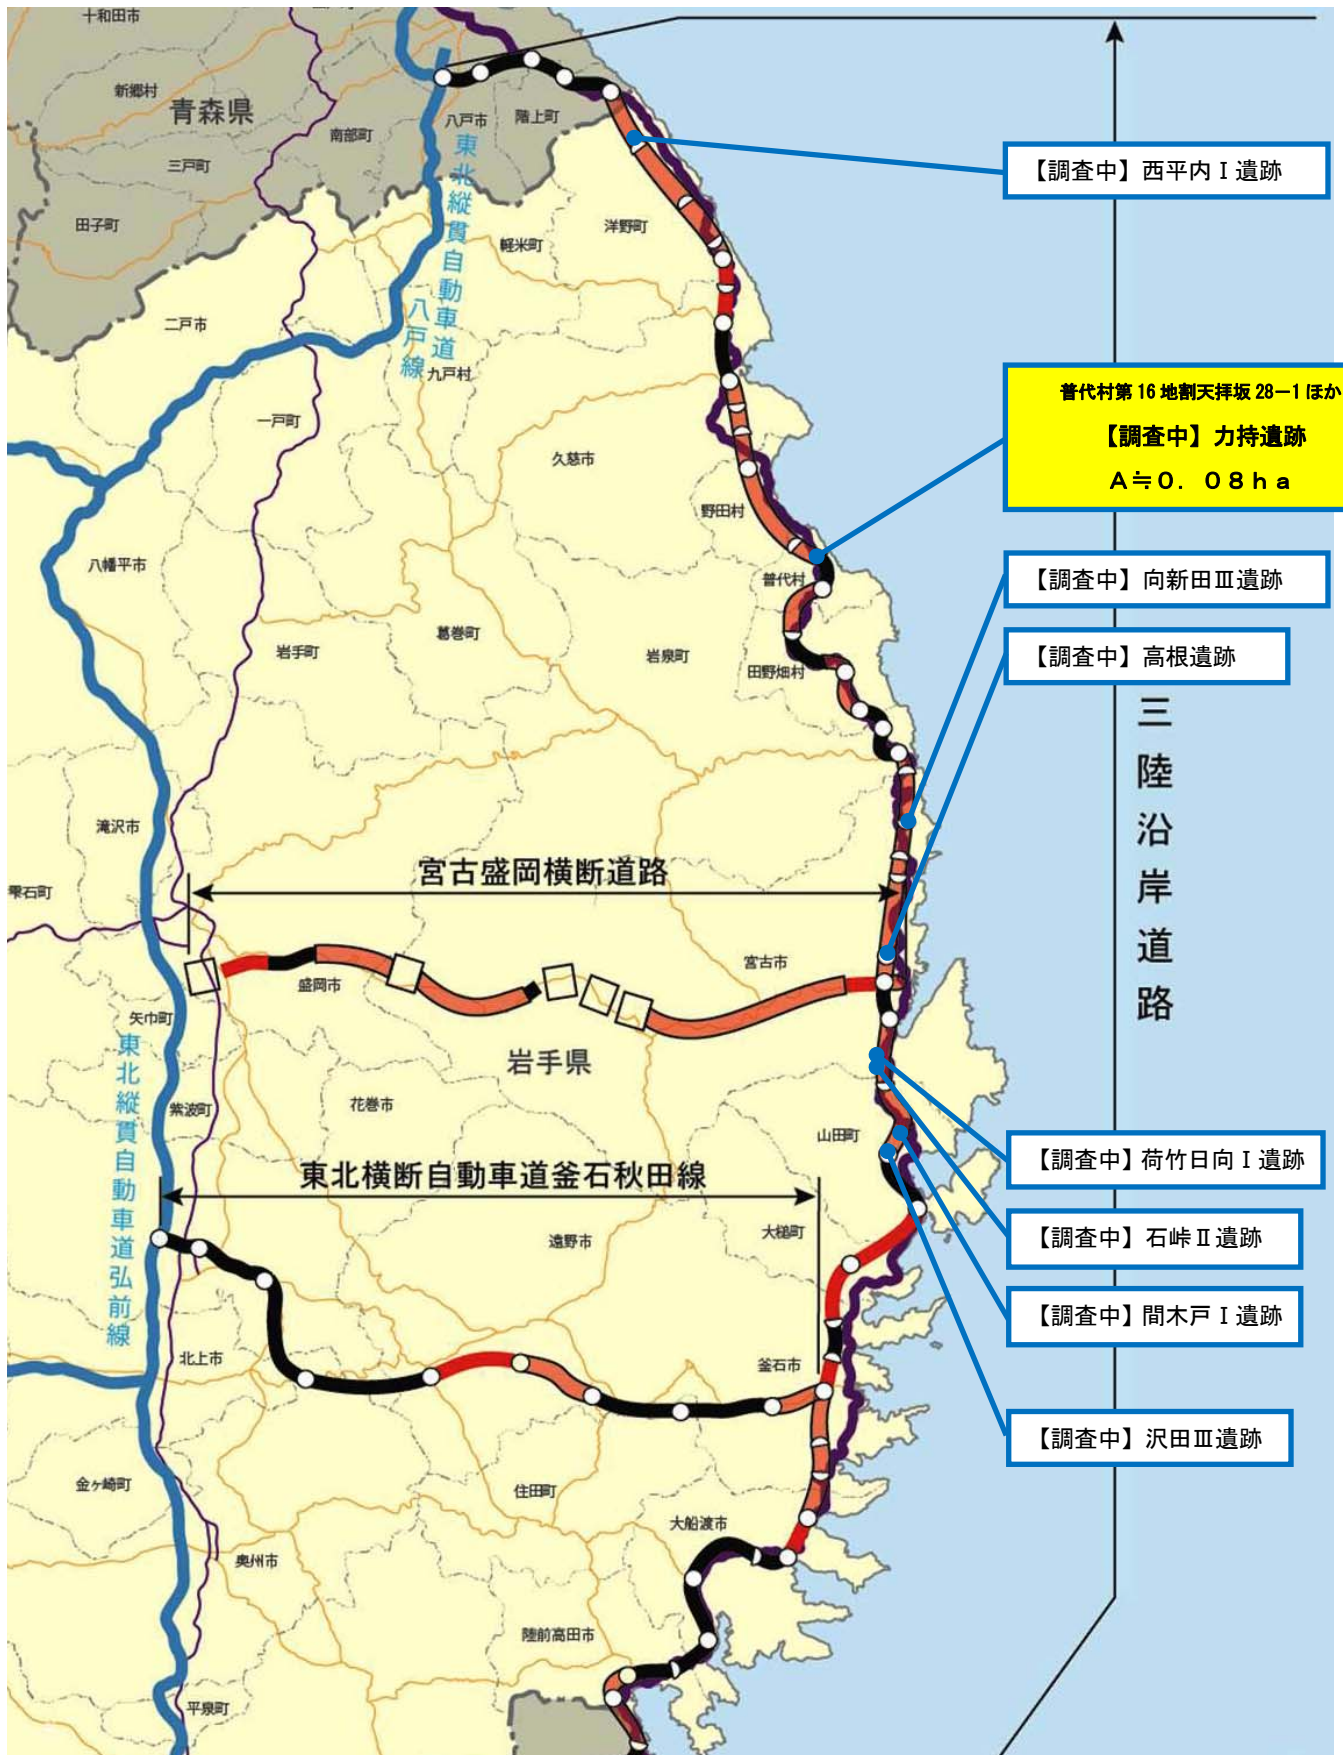 十和田市
新郷村
青森県
八戸市
階上町
南部町
三戸町
田子町
東北縦貫自動車道
八戸線
【調査中】西平内Ⅰ遺跡
洋野町
軽米町
二戸市
九戸村
一戸町
普代村第16地割天拝坂28－1ほか
【調査中】力持遺跡
A≒0.08ha
久慈市
野田村
八幡平市
普代村
【調査中】向新田Ⅲ遺跡
葛巻町
岩手町
岩泉町
田野畑村
【調査中】高根遺跡
三陸沿岸道路
滝沢市
宮古盛岡横断道路
雫石町
宮古市
盛岡市
矢巾町
岩手県
東北縦貫自動車道弘前線
紫波町
花巻市
山田町
【調査中】荷竹日向Ⅰ遺跡
東北横断自動車道釜石秋田線
大槌町
遠野市
【調査中】石峠Ⅱ遺跡
【調査中】間木戸Ⅰ遺跡
北上市
釜石市
【調査中】沢田Ⅲ遺跡
金ヶ崎町
住田町
大船渡市
奥州市
陸前高田市
平泉町